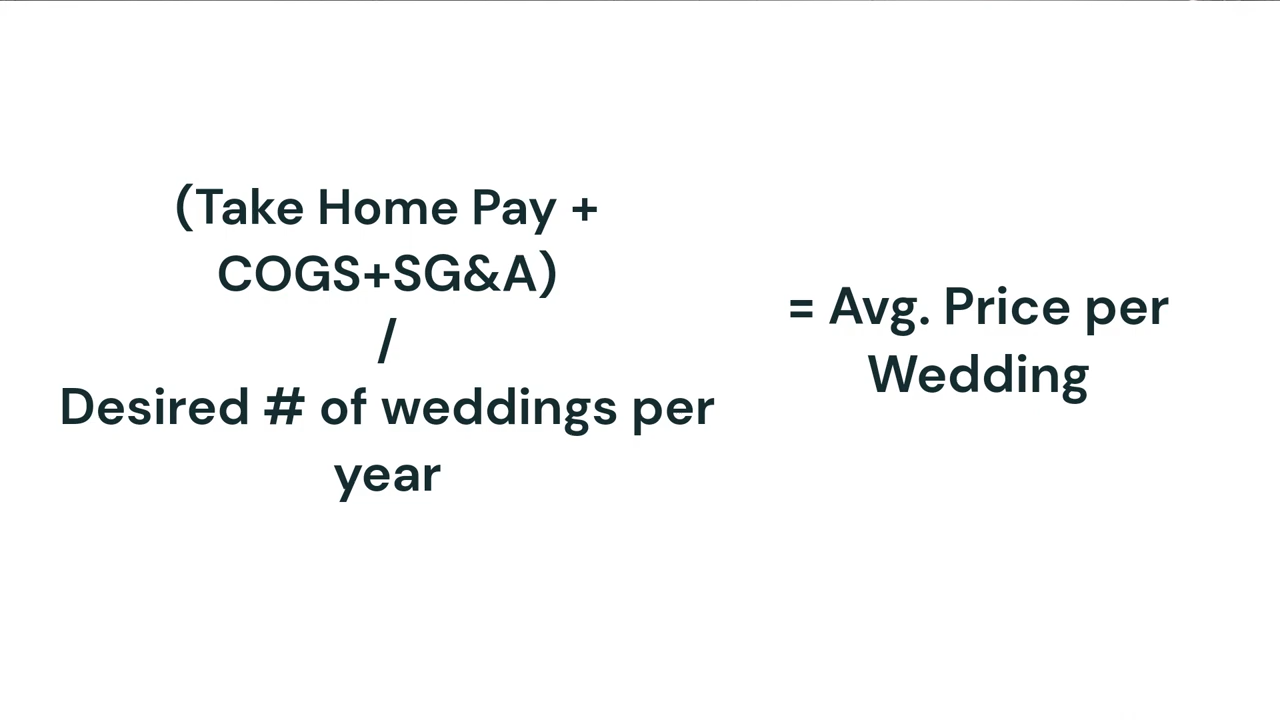 (Take Home Pay +
COGS+SG&A)
/
Desired # of weddings per
year
= Avg. Price per
Wedding